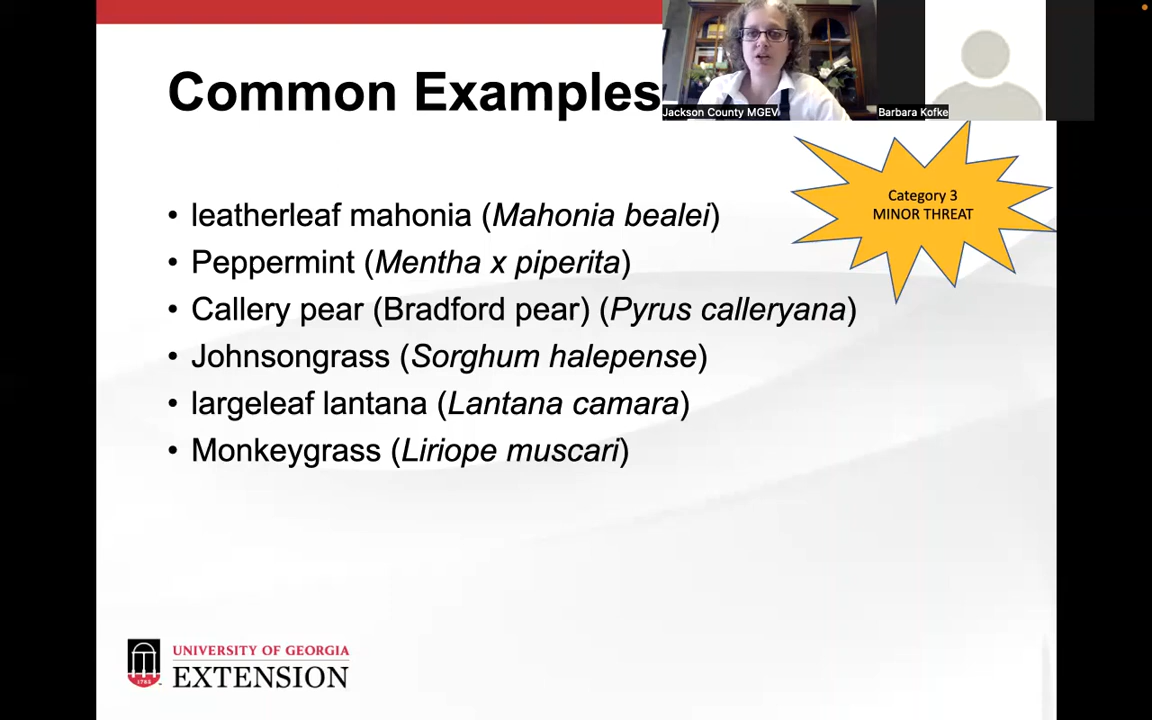 Common Examples
Jackson County MGEV
Barbara Kofke
Category 3
MINOR THREAT
• leatherleaf mahonia (Mahonia bealei)
• Peppermint (Mentha x piperita)
• Callery pear (Bradford pear) (Pyrus calleryana)
• Johnsongrass (Sorghum halepense)
• largeleaf lantana (Lantana camara)
• Monkeygrass (Liriope muscari)
1785
UNIVERSITY OF GEORGIA
EXTENSION